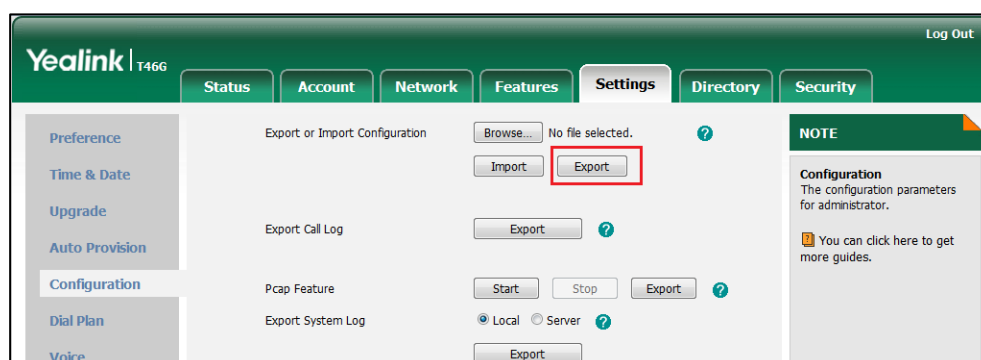 Log Out
Yealink | T46G
Status Account Network Features Settings Directory Security
Preference
Time & Date
Upgrade
Auto Provision
Configuration
Dial Plan
Voice
Export or Import Configuration Browse... No file selected. ?
Import Export
Export Call Log Export ?
Pcap Feature Start Stop Export ?
Export System Log Local Server ?
Export
NOTE
Configuration
The configuration parameters
for administrator.
? You can click here to get
more guides.